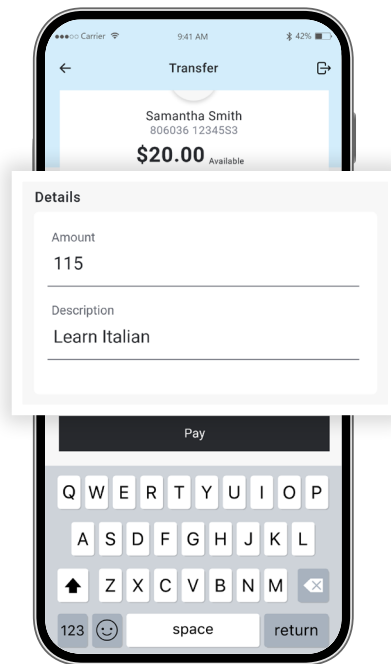 Carrier 9:41 AM 42%
Transfer
Samantha Smith
806036 12345S3
$20.00 Available
Details
Amount
115
Description
Learn Italian
Pay
Q W E R T Y U I O P
A S D F G H J K L
Z X C V B N M
123 space return